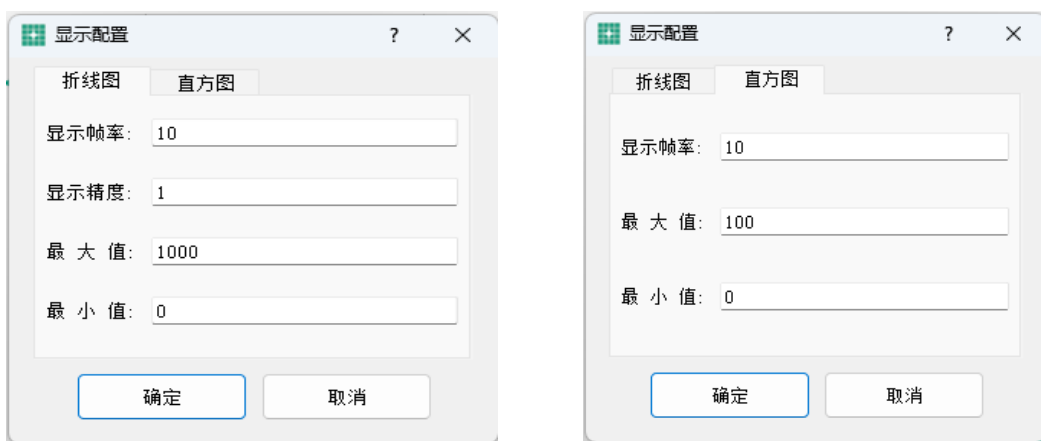 显示配置
折线图 直方图
显示帧率: 10
显示精度: 1
最 大 值: 1000
最 小 值: 0
确定 取消
显示配置
折线图 直方图
显示帧率: 10
最 大 值: 100
最 小 值: 0
确定 取消